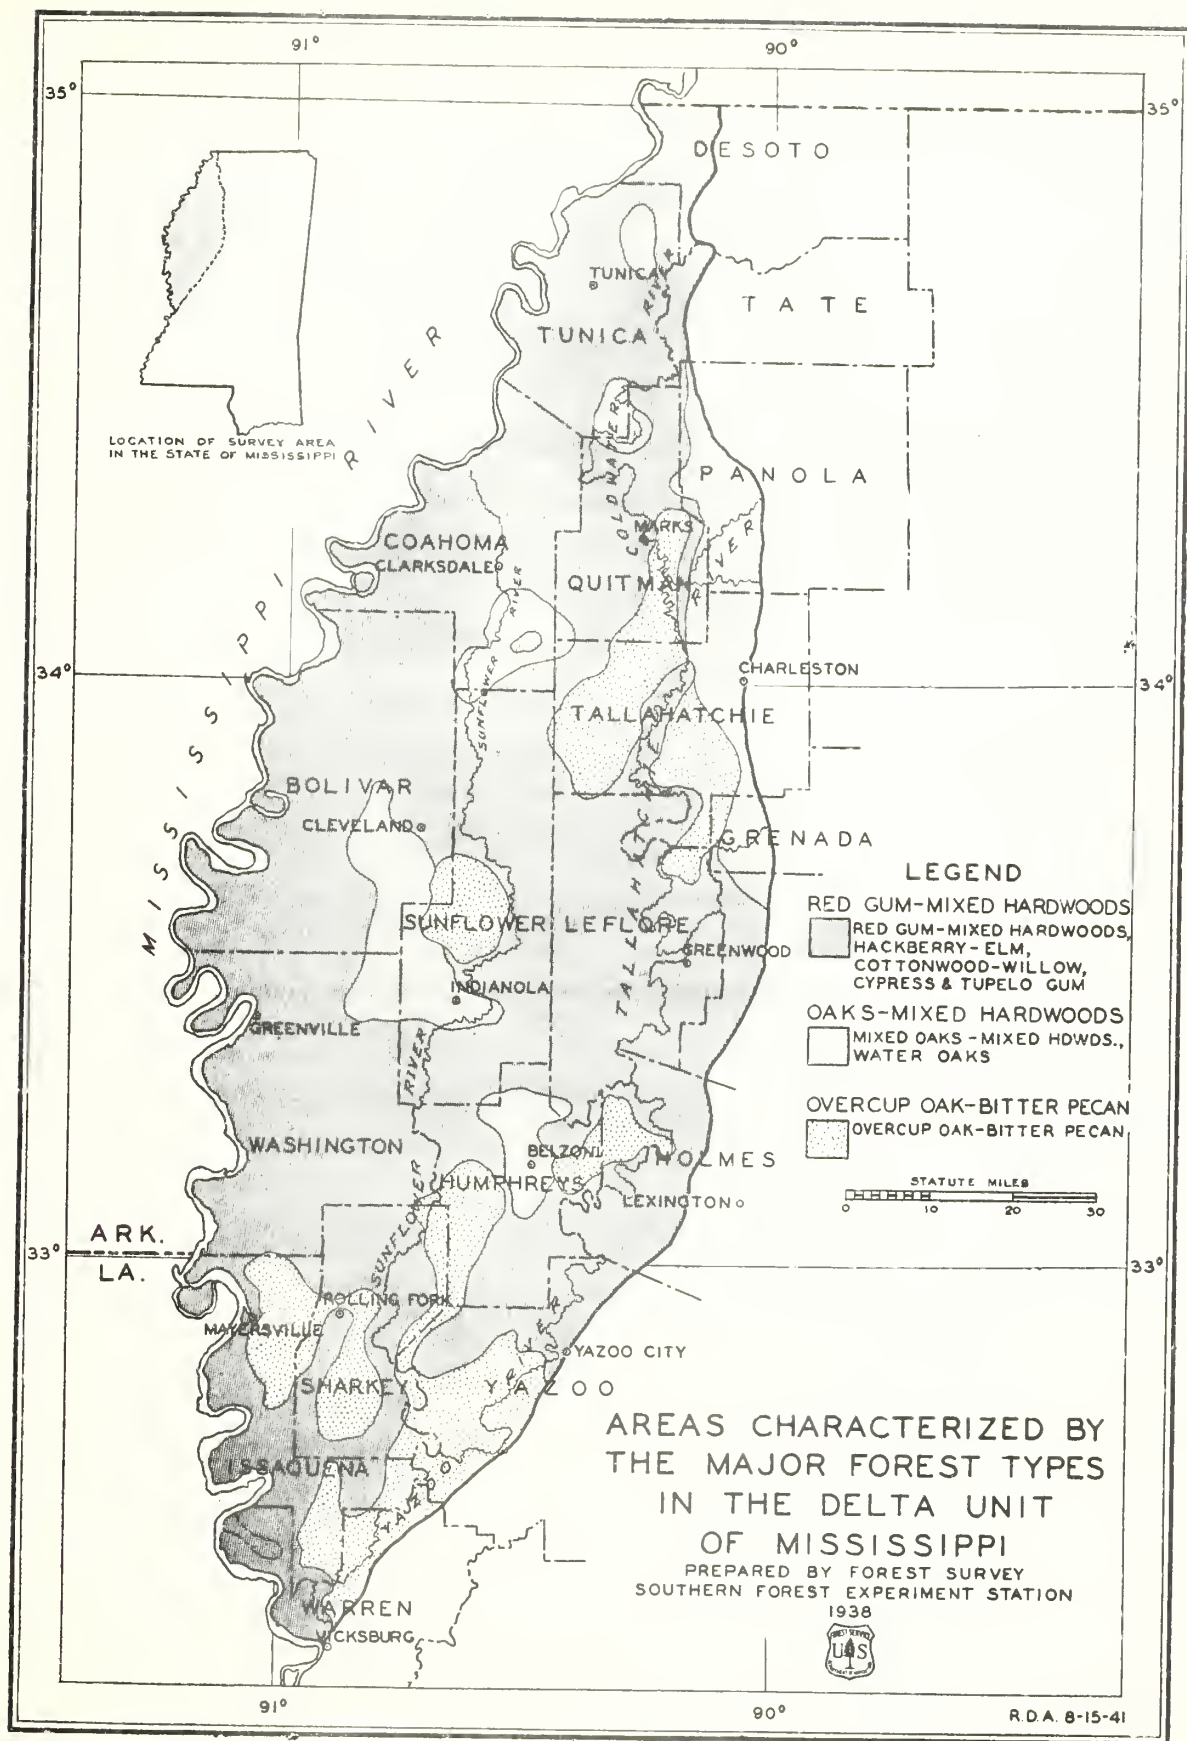 91°
90°
35°
35°
DESOTO
TUNICA
RIVER
TATE
TUNICA
RIVER
LOCATION OF SURVEY AREA
IN THE STATE OF MISSISSIPPI
COLDWATER
PANOLA
MARKS
COAHOMA
CLARKSDALE
RIVER
QUITMAN
RIVER
MISSISSIPPI
34°
34°
CHARLESTON
SUNFLOWER
TALLAHATCHIE
BOLIVAR
CLEVELAND
TALLAHATCHIE
GRENADA
LEGEND
RED GUM-MIXED HARDWOODS
RED GUM-MIXED HARDWOODS,
HACKBERRY-ELM,
COTTONWOOD-WILLOW,
CYPRESS & TUPELO GUM
SUNFLOWER
LEFLORE
GREENWOOD
INDIANOLA
GREENVILLE
OAKS-MIXED HARDWOODS
MIXED OAKS-MIXED HDWDS.,
WATER OAKS
RIVER
OVERCUP OAK-BITTER PECAN
OVERCUP OAK-BITTER PECAN
WASHINGTON
BELZONI
HOLMES
HUMPHREYS
LEXINGTON
STATUTE MILES
0 10 20 30
SUNFLOWER
ARK.
LA.
33°
33°
ROLLING FORK
MAYERSVILLE
RIVER
YAZOO CITY
SHARKEY
YAZOO
ISSAQUENA
YAZOO
AREAS CHARACTERIZED BY
THE MAJOR FOREST TYPES
IN THE DELTA UNIT
OF MISSISSIPPI
PREPARED BY FOREST SURVEY
SOUTHERN FOREST EXPERIMENT STATION
1938
FOREST SERVICE
U S
WARREN
VICKSBURG
91°
90°
R.D.A. 8-15-41